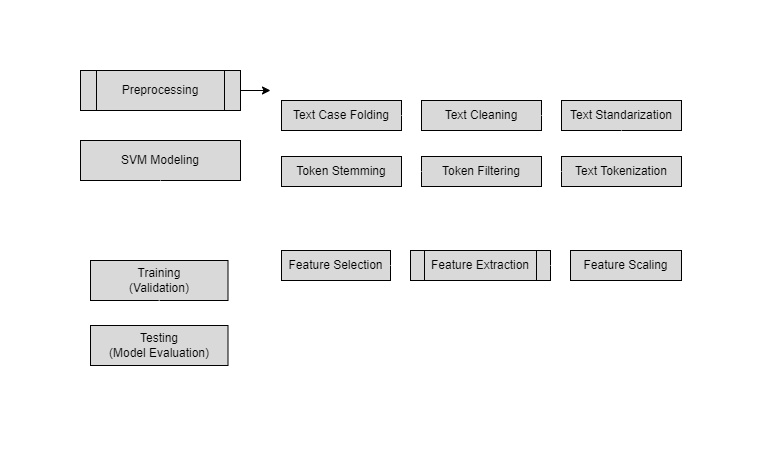 Preprocessing
Text Case Folding
Text Cleaning
Text Standarization
SVM Modeling
Token Stemming
Token Filtering
Text Tokenization
Feature Selection
Feature Extraction
Feature Scaling
Training
(Validation)
Testing
(Model Evaluation)